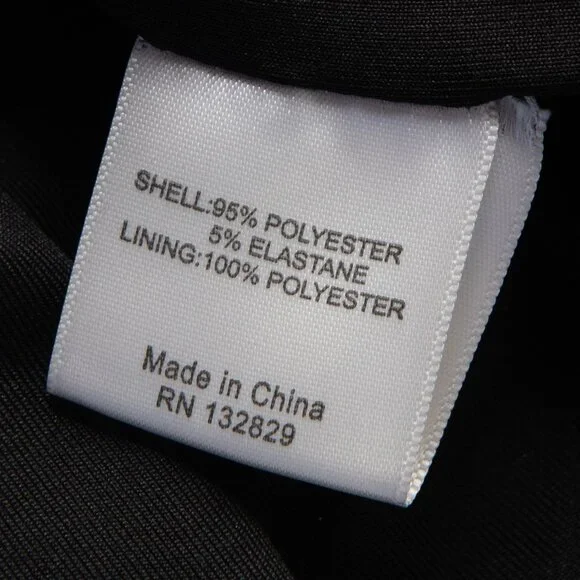 SHELL:95% POLYESTER
5% ELASTANE
LINING:100% POLYESTER
Made in China
RN 132829